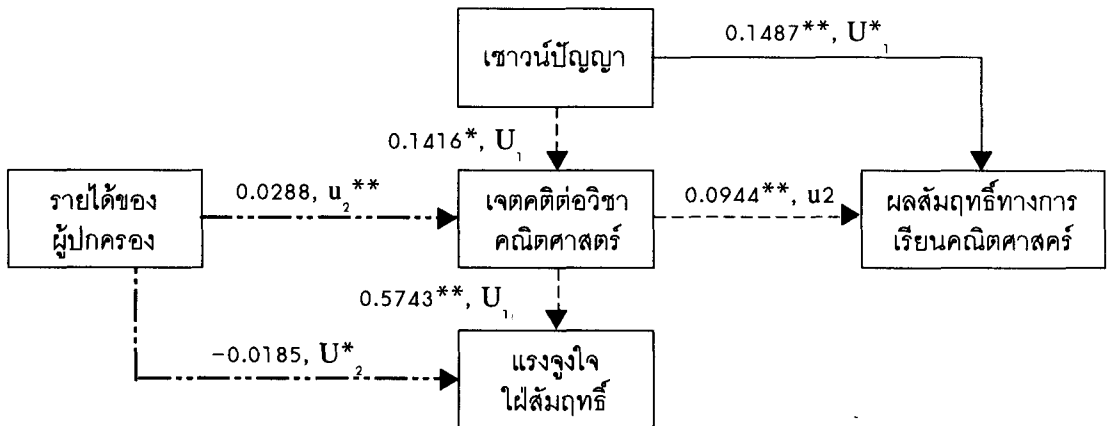 0.1487**, U*₁
เชาวน์ปัญญา
0.1416*, U₁
รายได้ของ
ผู้ปกครอง
0.0288, u₂**
เจตคติต่อวิชา
คณิตศาสตร์
0.0944**, u2
ผลสัมฤทธิ์ทางการ
เรียนคณิตศาสคร์
0.5743**, U₁
-0.0185, U*₂
แรงจูงใจ
ใฝ่สัมฤทธิ์